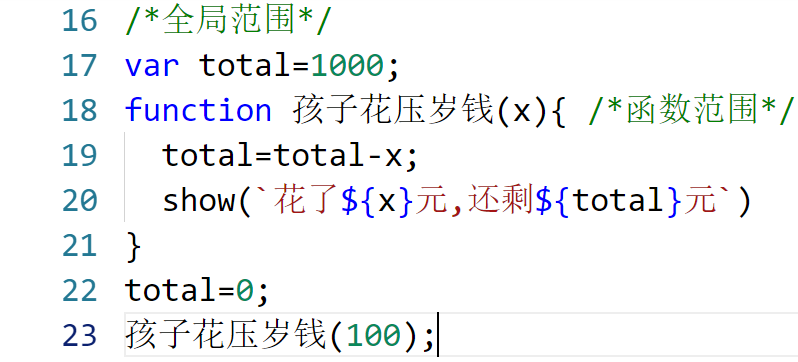 16 /*全局范围*/
17 var total=1000;
18 function 孩子花压岁钱(x){ /*函数范围*/
19   total=total-x;
20   show(`花了${x}元,还剩${total}元`)
21 }
22 total=0;
23 孩子花压岁钱(100);